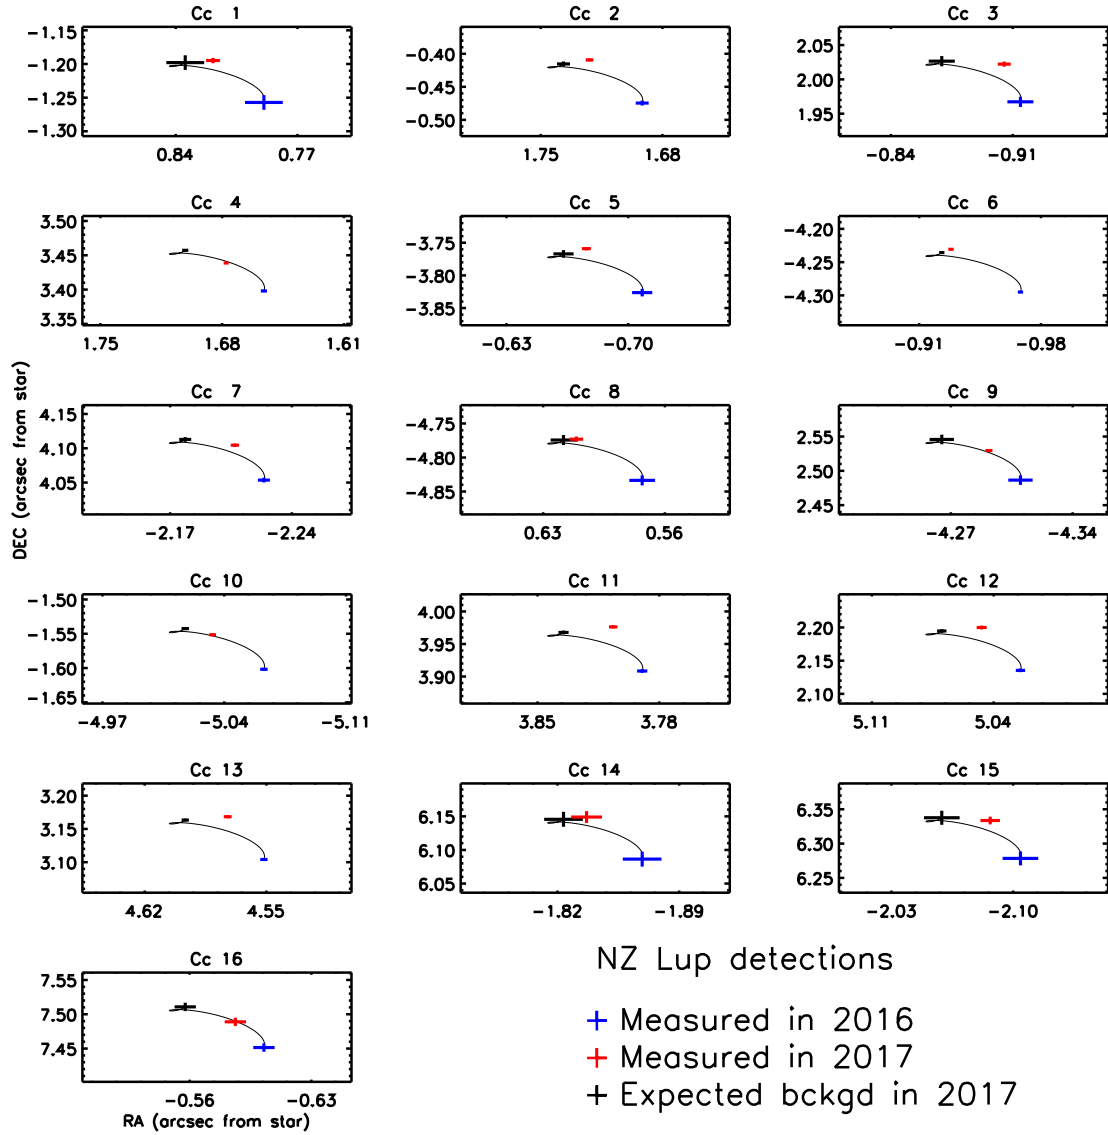 Cc 1
−1.15
−1.20
−1.25
−1.30
0.84 0.77
Cc 2
−0.40
−0.45
−0.50
1.75 1.68
Cc 3
2.05
2.00
1.95
−0.84 −0.91
Cc 4
3.50
3.45
3.40
3.35
1.75 1.68 1.61
Cc 5
−3.75
−3.80
−3.85
−0.63 −0.70
Cc 6
−4.20
−4.25
−4.30
−0.91 −0.98
DEC (arcsec from star)
Cc 7
4.15
4.10
4.05
−2.17 −2.24
Cc 8
−4.75
−4.80
−4.85
0.63 0.56
Cc 9
2.55
2.50
2.45
−4.27 −4.34
Cc 10
−1.50
−1.55
−1.60
−1.65
−4.97 −5.04 −5.11
Cc 11
4.00
3.95
3.90
3.85 3.78
Cc 12
2.20
2.15
2.10
5.11 5.04
Cc 13
3.20
3.15
3.10
4.62 4.55
Cc 14
6.15
6.10
6.05
−1.82 −1.89
Cc 15
6.35
6.30
6.25
−2.03 −2.10
Cc 16
7.55
7.50
7.45
−0.56 −0.63
RA (arcsec from star)
NZ Lup detections
Measured in 2016
Measured in 2017
Expected bckgd in 2017